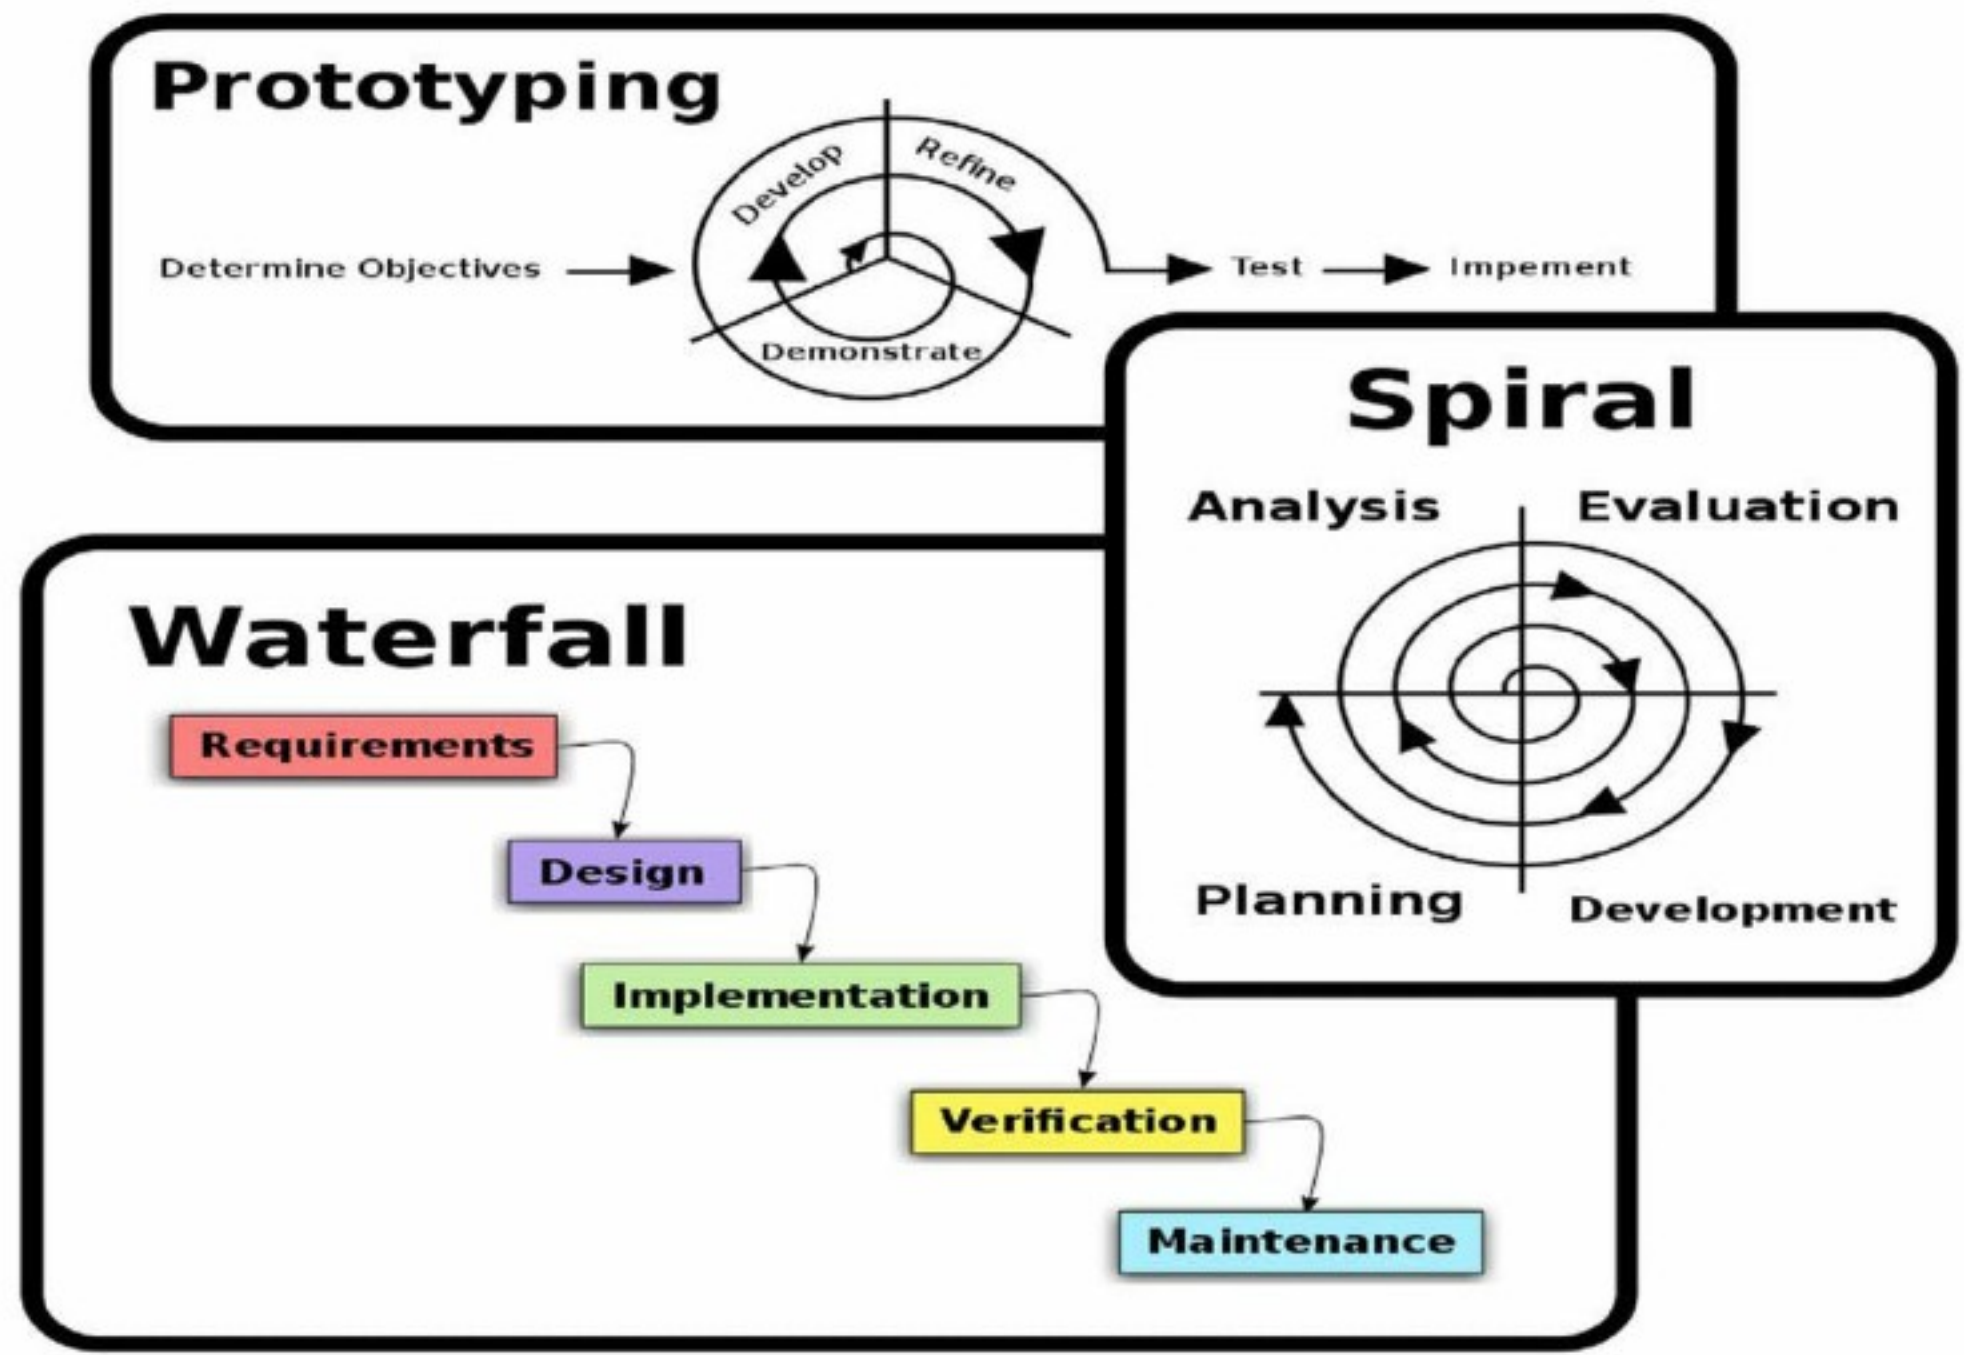 Prototyping
Develop
Refine
Determine Objectives
Test
Impement
Demonstrate
Spiral
Analysis
Evaluation
Planning
Development
Waterfall
Requirements
Design
Implementation
Verification
Maintenance